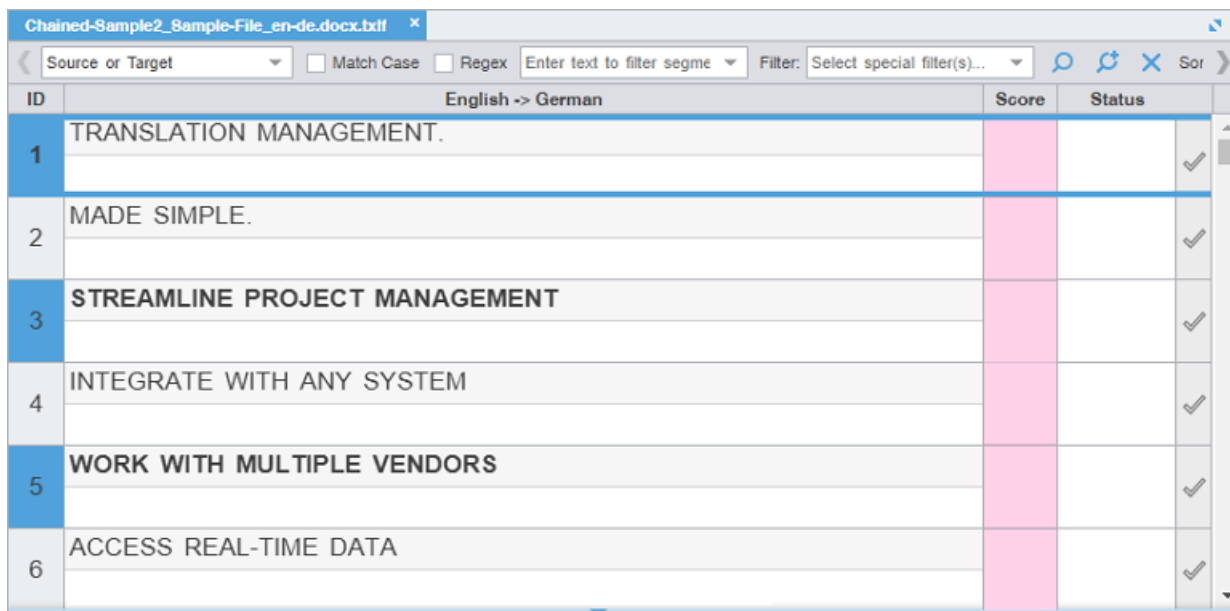 Chained-Sample2_Sample-File_en-de.docx.txlf ×
Source or Target Match Case Regex Enter text to filter segme Filter: Select special filter(s)... Sor
ID English -> German Score Status
1 TRANSLATION MANAGEMENT.
2 MADE SIMPLE.
3 STREAMLINE PROJECT MANAGEMENT
4 INTEGRATE WITH ANY SYSTEM
5 WORK WITH MULTIPLE VENDORS
6 ACCESS REAL-TIME DATA